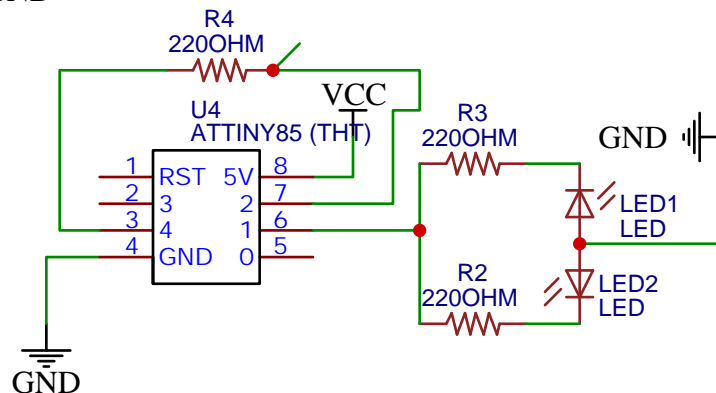 R4
220OHM
U4
ATTINY85 (THT)
VCC
1 RST 5V 8
2 3 2 7
3 4 1 6
4 GND 0 5
GND
R3
220OHM
GND
LED1
LED
R2
220OHM
LED2
LED